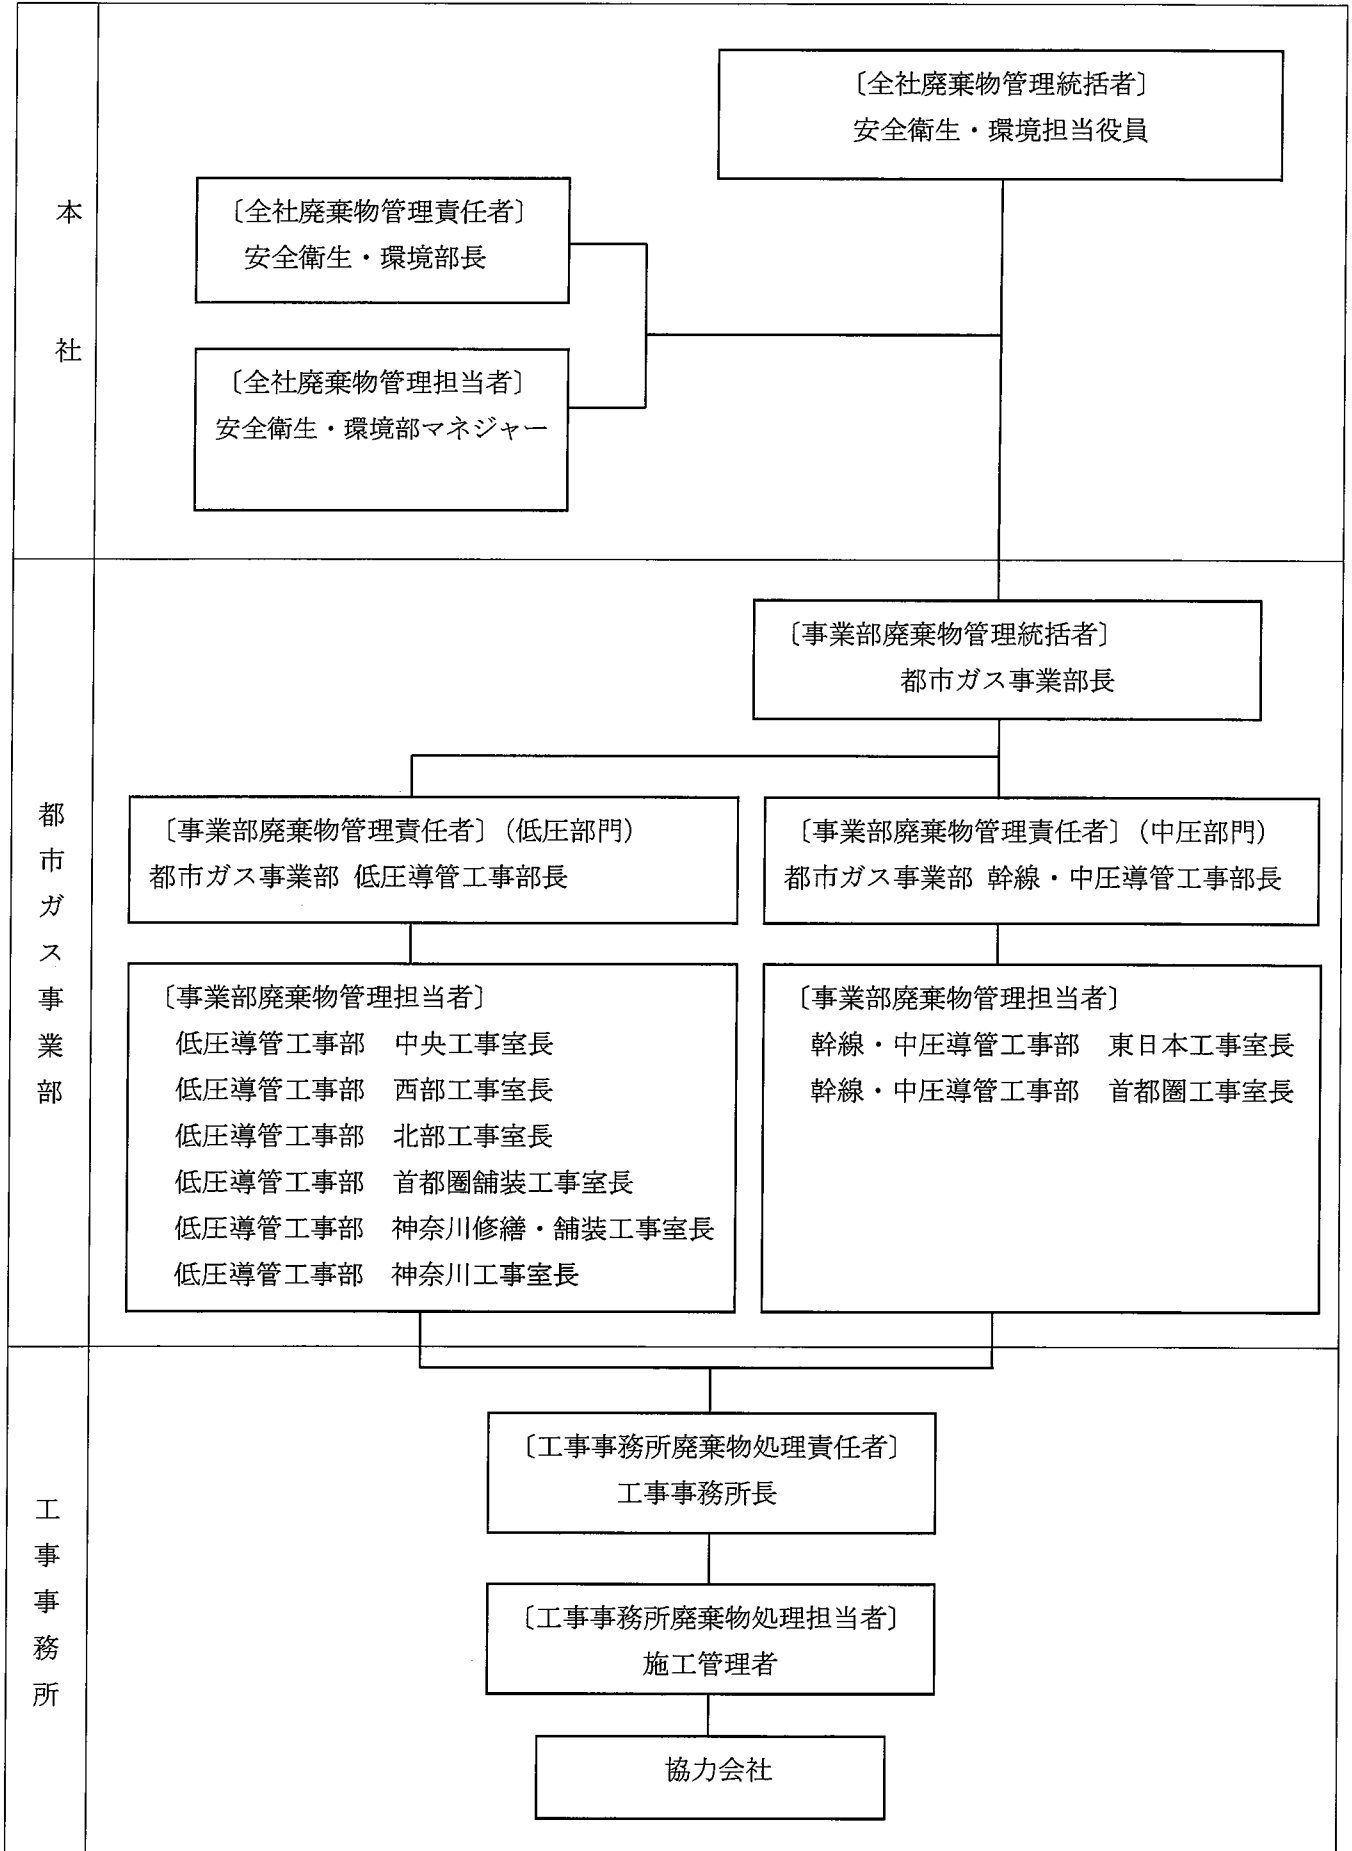 本社
〔全社廃棄物管理統括者〕
安全衛生・環境担当役員
〔全社廃棄物管理責任者〕
安全衛生・環境部長
〔全社廃棄物管理担当者〕
安全衛生・環境部マネジャー
都市ガス事業部
〔事業部廃棄物管理統括者〕
都市ガス事業部長
〔事業部廃棄物管理責任者〕(低圧部門)
都市ガス事業部 低圧導管工事部長
〔事業部廃棄物管理責任者〕(中圧部門)
都市ガス事業部 幹線・中圧導管工事部長
〔事業部廃棄物管理担当者〕
低圧導管工事部 中央工事室長
低圧導管工事部 西部工事室長
低圧導管工事部 北部工事室長
低圧導管工事部 首都圏舗装工事室長
低圧導管工事部 神奈川修繕・舗装工事室長
低圧導管工事部 神奈川工事室長
〔事業部廃棄物管理担当者〕
幹線・中圧導管工事部 東日本工事室長
幹線・中圧導管工事部 首都圏工事室長
工事事務所
〔工事事務所廃棄物処理責任者〕
工事事務所長
〔工事事務所廃棄物処理担当者〕
施工管理者
協力会社